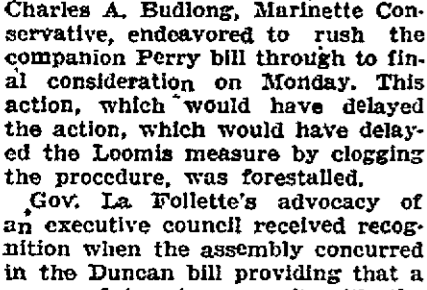 Charles A. Budlong, Marinette Con-
servative, endeavored to rush the
companion Perry bill through to fin-
al consideration on Monday. This
action, which would have delayed
the action, which would have delay-
ed the Loomis measure by clogging
the procedure, was forestalled.
Gov. La Follette's advocacy of
an executive council received recog-
nition when the assembly concurred
in the Duncan bill providing that a